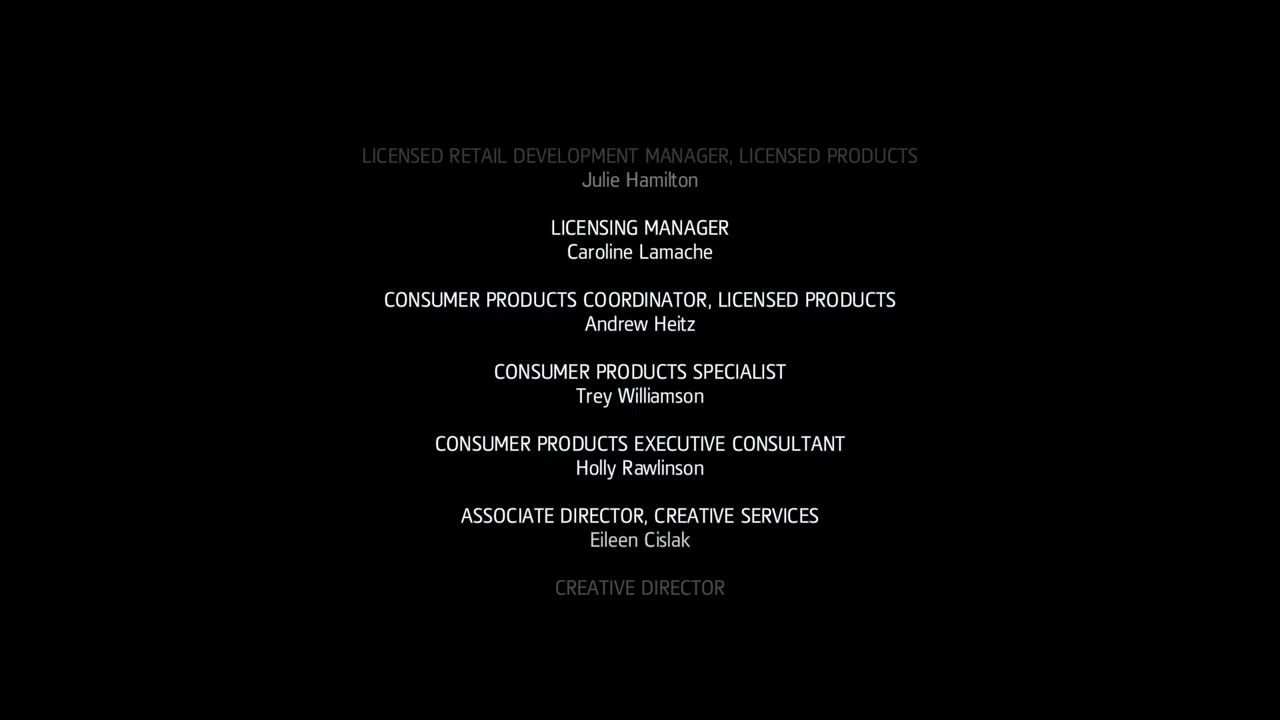 LICENSED RETAIL DEVELOPMENT MANAGER, LICENSED PRODUCTS
Julie Hamilton
LICENSING MANAGER
Caroline Lamache
CONSUMER PRODUCTS COORDINATOR, LICENSED PRODUCTS
Andrew Heitz
CONSUMER PRODUCTS SPECIALIST
Trey Williamson
CONSUMER PRODUCTS EXECUTIVE CONSULTANT
Holly Rawlinson
ASSOCIATE DIRECTOR, CREATIVE SERVICES
Eileen Cislak
CREATIVE DIRECTOR